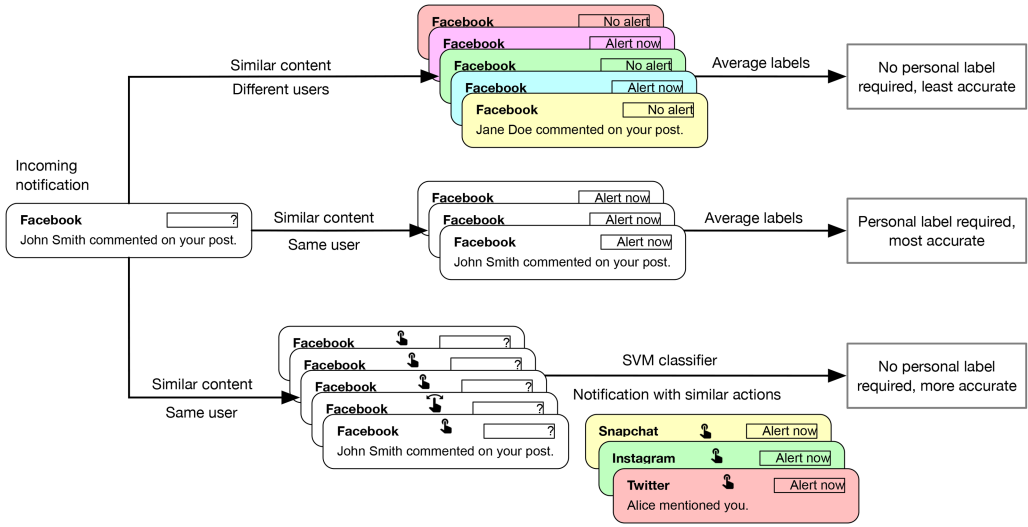 Incoming
notification
Facebook
?
John Smith commented on your post.
Similar content
Different users
Facebook
No alert
Facebook
Alert now
Facebook
No alert
Facebook
Alert now
Facebook
No alert
Jane Doe commented on your post.
Average labels
No personal label
required, least accurate
Similar content
Same user
Facebook
Alert now
Facebook
Alert now
Facebook
Alert now
John Smith commented on your post.
Average labels
Personal label required,
most accurate
Similar content
Same user
Facebook
?
Facebook
?
Facebook
?
Facebook
?
Facebook
?
John Smith commented on your post.
SVM classifier
Notification with similar actions
Snapchat
Alert now
Instagram
Alert now
Twitter
Alert now
Alice mentioned you.
No personal label
required, more accurate